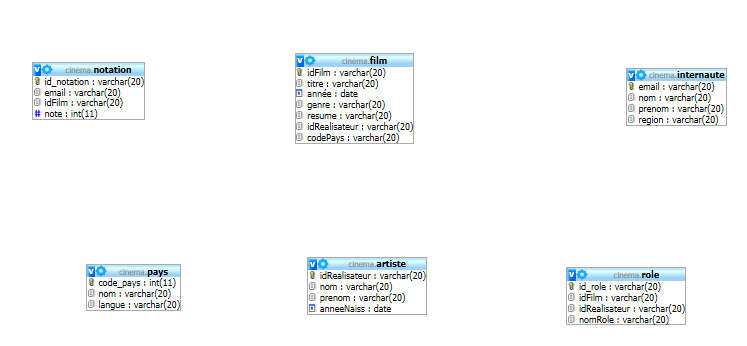 cinema.notation
id_notation : varchar(20)
email : varchar(20)
idFilm : varchar(20)
# note : int(11)
cinema.film
idFilm : varchar(20)
titre : varchar(20)
année : date
genre : varchar(20)
resume : varchar(20)
idRealisateur : varchar(20)
codePays : varchar(20)
cinema.internaute
email : varchar(20)
nom : varchar(20)
prenom : varchar(20)
region : varchar(20)
cinema.pays
code_pays : int(11)
nom : varchar(20)
langue : varchar(20)
cinema.artiste
idRealisateur : varchar(20)
nom : varchar(20)
prenom : varchar(20)
anneeNaiss : date
cinema.role
id_role : varchar(20)
idFilm : varchar(20)
idRealisateur : varchar(20)
nomRole : varchar(20)